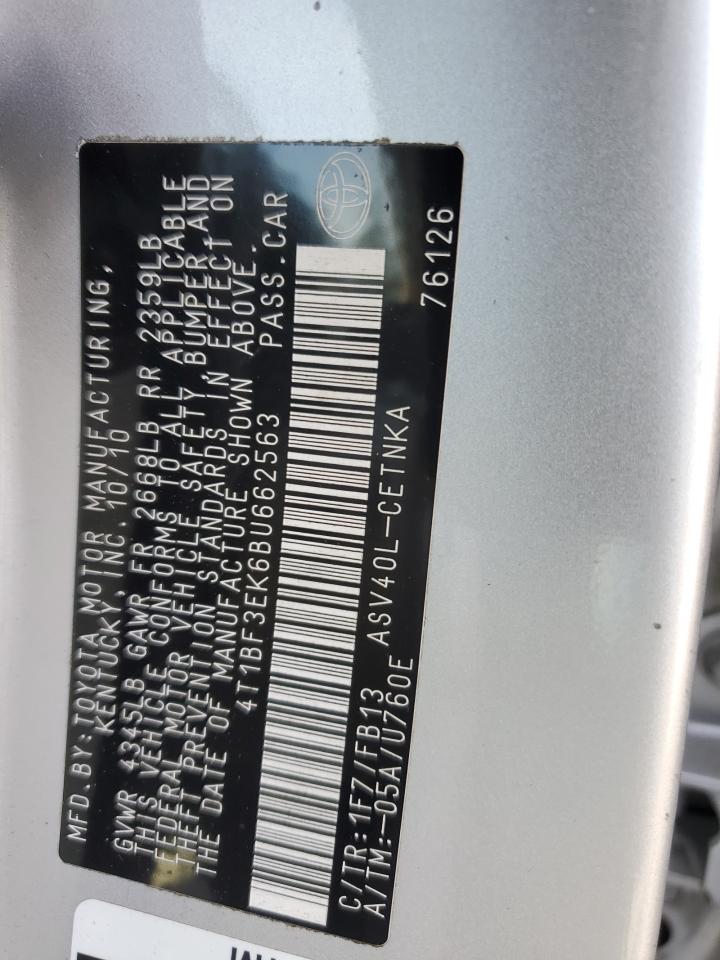 MFD.BY:TOYOTA MOTOR MANUFACTURING,
KENTUCKY,INC.10/10
GVWR 4345LB GAWR FR 2668LB RR 2359LB
THIS VEHICLE CONFORMS TO ALL APPLICABLE
FEDERAL MOTOR VEHICLE SAFETY,BUMPER,AND
THEFT PREVENTION STANDARDS IN EFFECT ON
THE DATE OF MANUFACTURE SHOWN ABOVE.
4T1BF3EK6BU662563 PASS.CAR
C/TR:1F7/FB13 ASV40L-CETNKA
A/TM:-05A/U760E 76126